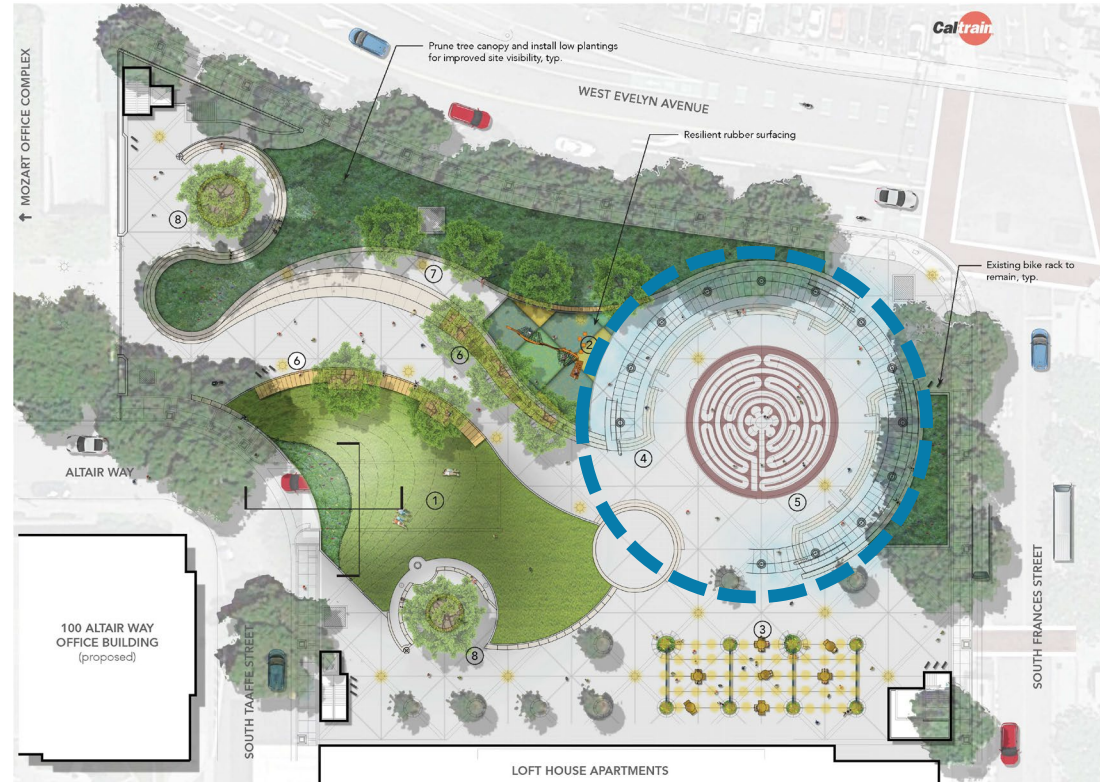 Caltrain
MOZART OFFICE COMPLEX
Prune tree canopy and install low plantings
for improved site visibility, typ.
WEST EVELYN AVENUE
Resilient rubber surfacing
8
7
Existing bike rack to
remain, typ.
2
6
6
4
5
1
ALTAIR WAY
100 ALTAIR WAY
OFFICE BUILDING
(proposed)
SOUTH TAAFFE STREET
3
8
SOUTH FRANCES STREET
LOFT HOUSE APARTMENTS